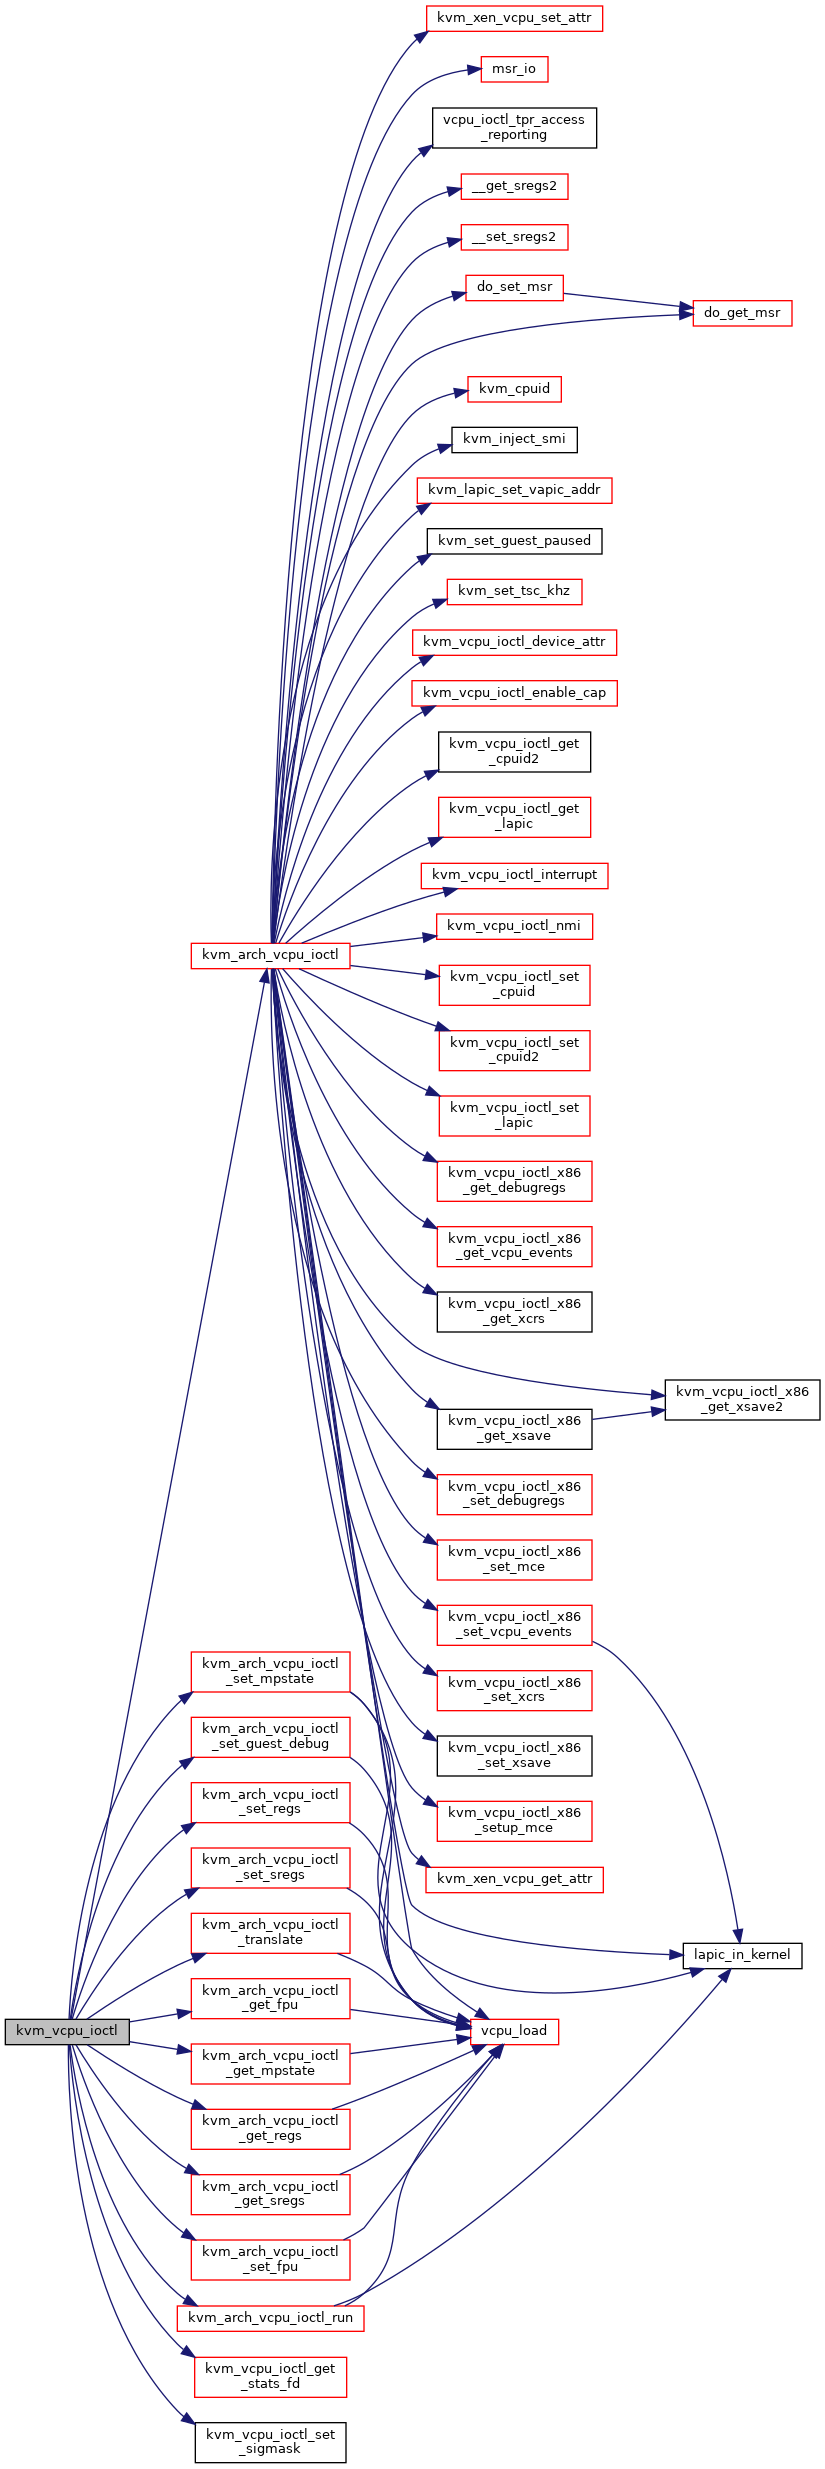 kvm_xen_vcpu_set_attr
msr_io
vcpu_ioctl_tpr_access
_reporting
__get_sregs2
__set_sregs2
do_set_msr
do_get_msr
kvm_cpuid
kvm_inject_smi
kvm_lapic_set_vapic_addr
kvm_set_guest_paused
kvm_set_tsc_khz
kvm_vcpu_ioctl_device_attr
kvm_vcpu_ioctl_enable_cap
kvm_vcpu_ioctl_get
_cpuid2
kvm_vcpu_ioctl_get
_lapic
kvm_vcpu_ioctl_interrupt
kvm_vcpu_ioctl_nmi
kvm_arch_vcpu_ioctl
kvm_vcpu_ioctl_set
_cpuid
kvm_vcpu_ioctl_set
_cpuid2
kvm_vcpu_ioctl_set
_lapic
kvm_vcpu_ioctl_x86
_get_debugregs
kvm_vcpu_ioctl_x86
_get_vcpu_events
kvm_vcpu_ioctl_x86
_get_xcrs
kvm_vcpu_ioctl_x86
_get_xsave2
kvm_vcpu_ioctl_x86
_get_xsave
kvm_vcpu_ioctl_x86
_set_debugregs
kvm_vcpu_ioctl_x86
_set_mce
kvm_vcpu_ioctl_x86
_set_vcpu_events
kvm_vcpu_ioctl_x86
_set_xcrs
kvm_vcpu_ioctl_x86
_set_xsave
kvm_vcpu_ioctl_x86
_setup_mce
kvm_xen_vcpu_get_attr
lapic_in_kernel
vcpu_load
kvm_arch_vcpu_ioctl
_set_mpstate
kvm_arch_vcpu_ioctl
_set_guest_debug
kvm_arch_vcpu_ioctl
_set_regs
kvm_arch_vcpu_ioctl
_set_sregs
kvm_arch_vcpu_ioctl
_translate
kvm_arch_vcpu_ioctl
_get_fpu
kvm_vcpu_ioctl
kvm_arch_vcpu_ioctl
_get_mpstate
kvm_arch_vcpu_ioctl
_get_regs
kvm_arch_vcpu_ioctl
_get_sregs
kvm_arch_vcpu_ioctl
_set_fpu
kvm_arch_vcpu_ioctl_run
kvm_vcpu_ioctl_get
_stats_fd
kvm_vcpu_ioctl_set
_sigmask